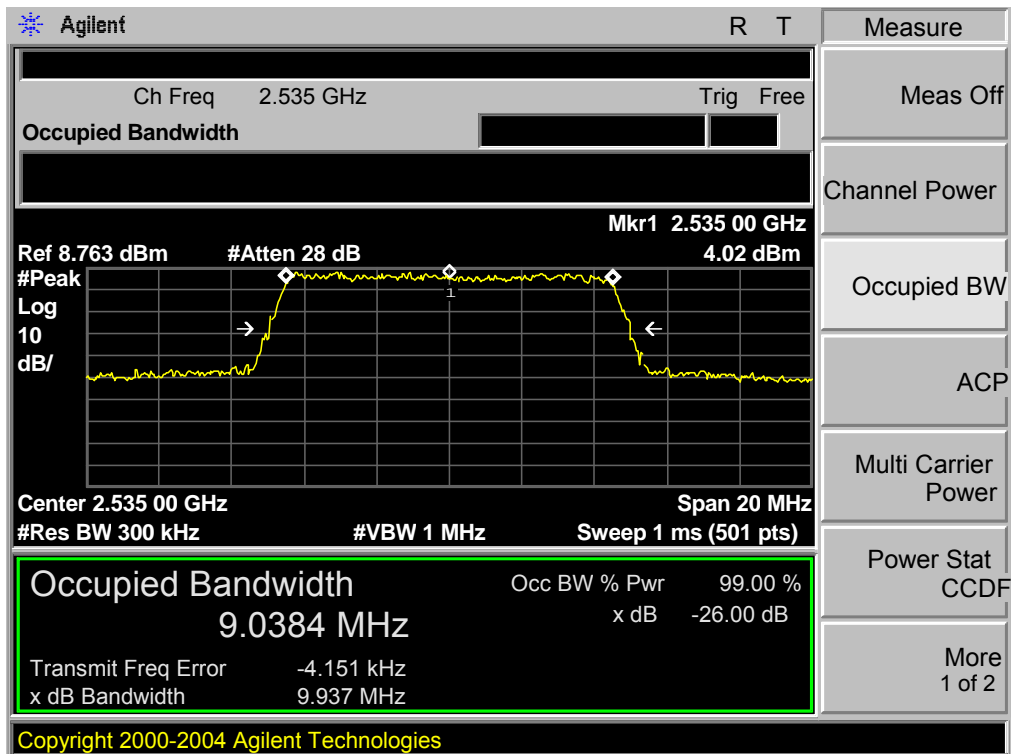 Agilent R T Measure
Ch Freq 2.535 GHz Trig Free
Occupied Bandwidth
Mkr1 2.535 00 GHz
Ref 8.763 dBm #Atten 28 dB 4.02 dBm
#Peak
Log
10
dB/
1
Center 2.535 00 GHz Span 20 MHz
#Res BW 300 kHz #VBW 1 MHz Sweep 1 ms (501 pts)
Occupied Bandwidth Occ BW % Pwr 99.00 %
9.0384 MHz x dB -26.00 dB
Transmit Freq Error -4.151 kHz
x dB Bandwidth 9.937 MHz
Copyright 2000-2004 Agilent Technologies
Meas Off
Channel Power
Occupied BW
ACP
Multi Carrier
Power
Power Stat
CCDF
More
1 of 2